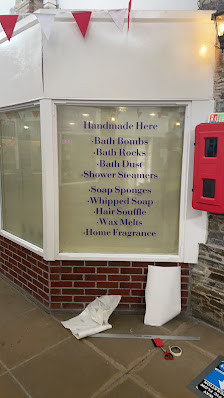 Handmade Here
-Bath Bombs
-Bath Rocks
-Bath Dust
-Shower Steamers
-Soap Sponges
-Whipped Soap
-Hair Souffle
-Wax Melts
-Home Fragrance